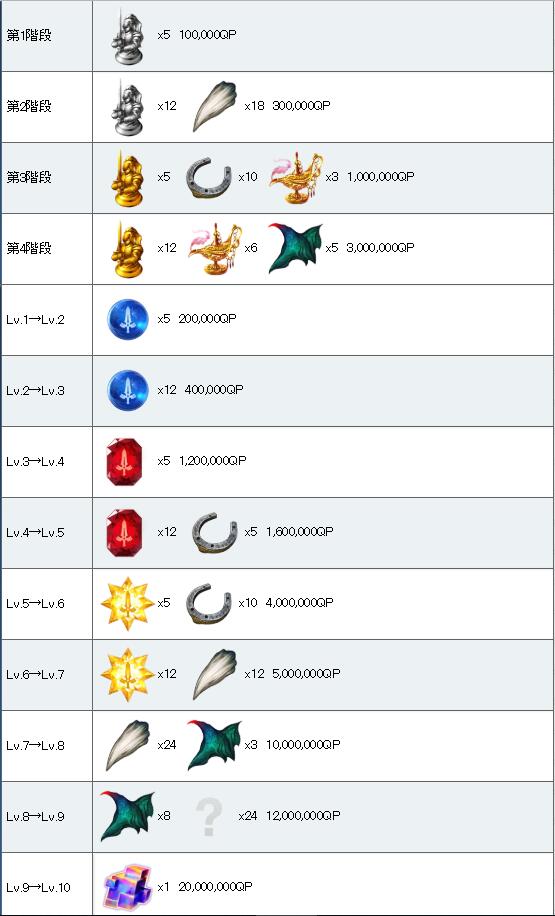 第1階段 x5 100,000QP
第2階段 x12 x18 300,000QP
第3階段 x5 x10 x3 1,000,000QP
第4階段 x12 x6 x5 3,000,000QP
Lv.1→Lv.2 x5 200,000QP
Lv.2→Lv.3 x12 400,000QP
Lv.3→Lv.4 x5 1,200,000QP
Lv.4→Lv.5 x12 x5 1,600,000QP
Lv.5→Lv.6 x5 x10 4,000,000QP
Lv.6→Lv.7 x12 x12 5,000,000QP
Lv.7→Lv.8 x24 x3 10,000,000QP
Lv.8→Lv.9 x8 ? x24 12,000,000QP
Lv.9→Lv.10 x1 20,000,000QP